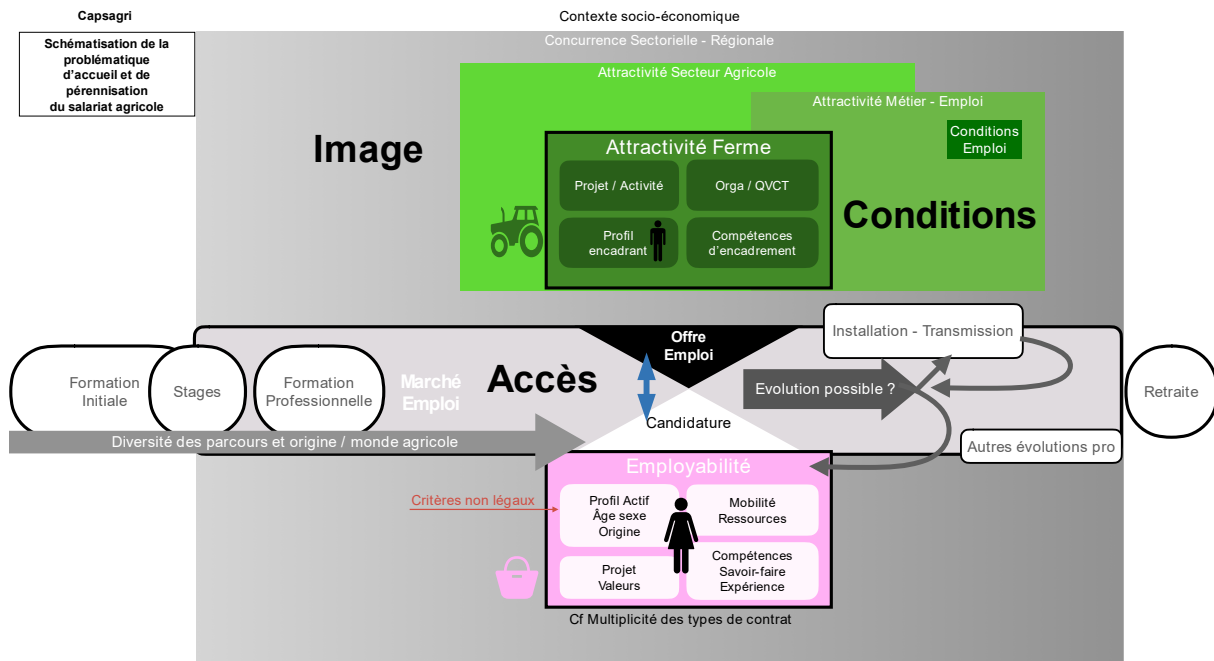 Capsagri
Schématisation de la
problématique
d'accueil et de
pérennisation
du salariat agricole
Contexte socio-économique
Concurrence Sectorielle - Régionale
Attractivité Secteur Agricole
Attractivité Métier - Emploi
Conditions
Emploi
Image
Attractivité Ferme
Projet / Activité
Orga / QVCT
Profil
encadrant
Compétences
d'encadrement
Conditions
Offre
Emploi
Installation - Transmission
Formation
Initiale
Stages
Formation
Professionnelle
Marché
Emploi
Accès
Evolution possible ?
Retraite
Candidature
Diversité des parcours et origine / monde agricole
Autres évolutions pro
Employabilité
Critères non légaux
Profil Actif
Âge sexe
Origine
Mobilité
Ressources
Projet
Valeurs
Compétences
Savoir-faire
Expérience
Cf Multiplicité des types de contrat